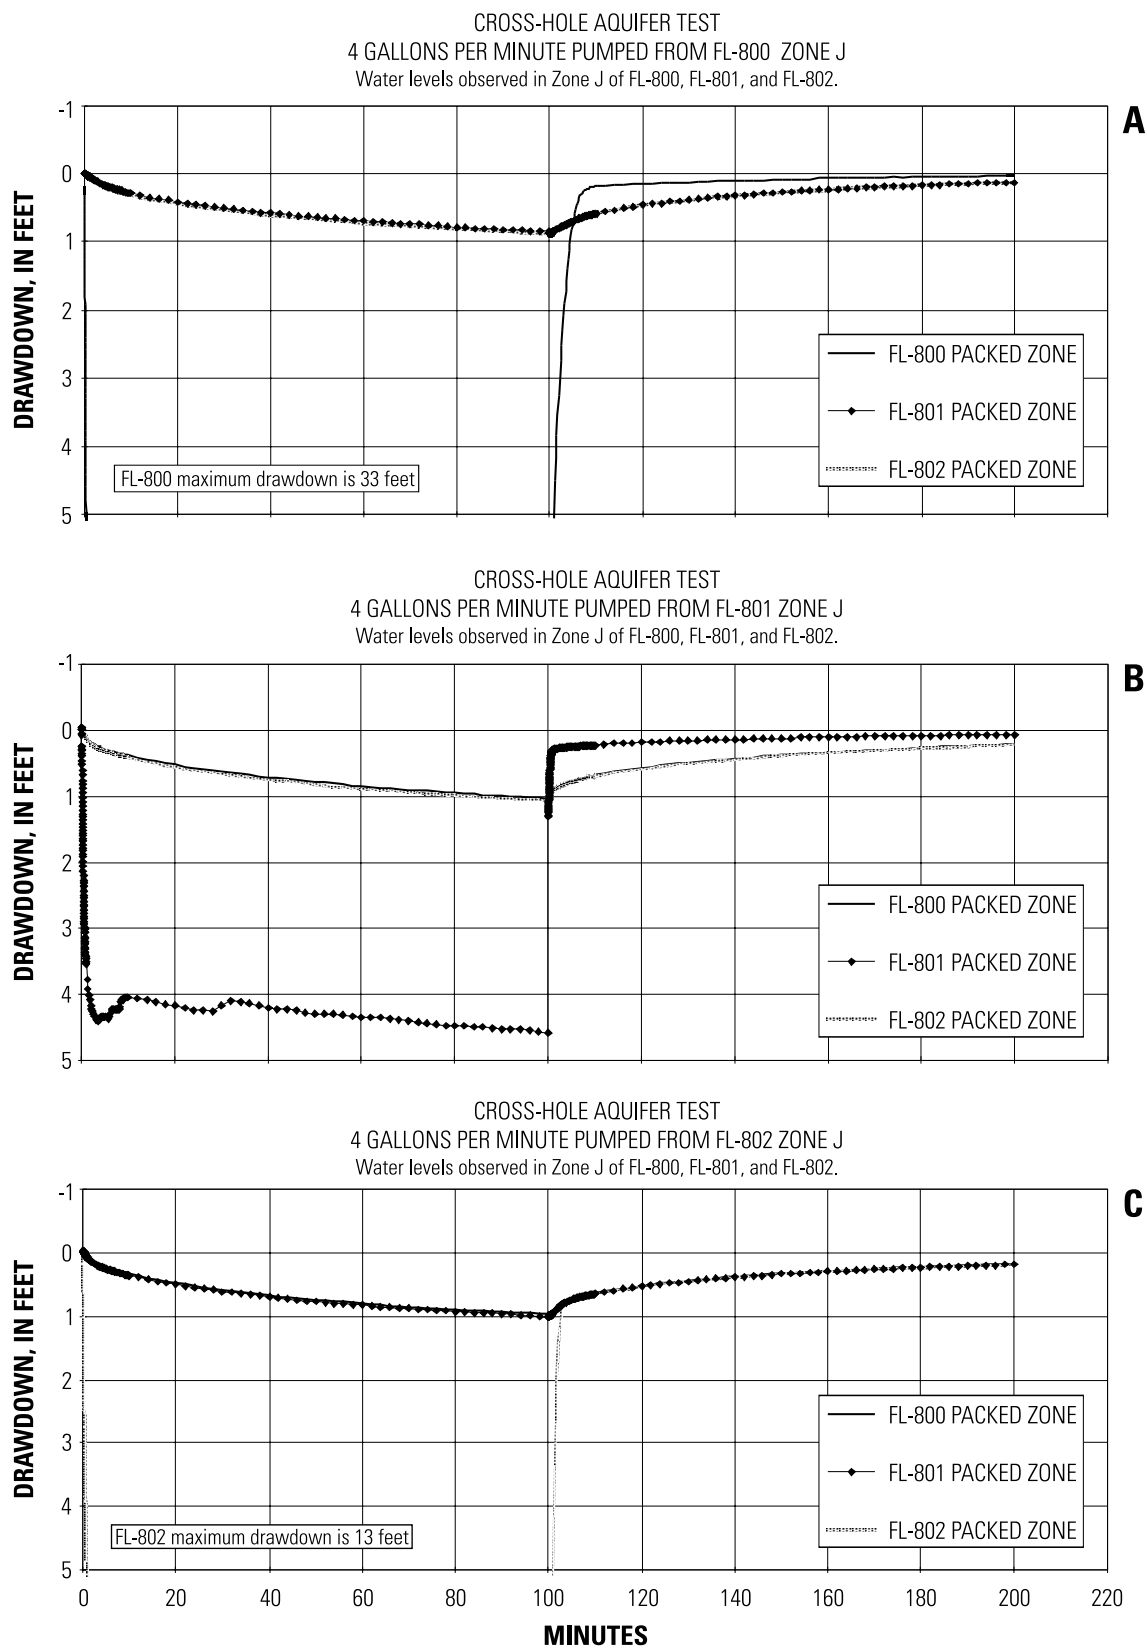 CROSS-HOLE AQUIFER TEST
4 GALLONS PER MINUTE PUMPED FROM FL-800 ZONE J
Water levels observed in Zone J of FL-800, FL-801, and FL-802.
A
DRAWDOWN, IN FEET
-1
0
1
2
3
4
5
FL-800 PACKED ZONE
FL-801 PACKED ZONE
FL-802 PACKED ZONE
FL-800 maximum drawdown is 33 feet
CROSS-HOLE AQUIFER TEST
4 GALLONS PER MINUTE PUMPED FROM FL-801 ZONE J
Water levels observed in Zone J of FL-800, FL-801, and FL-802.
B
DRAWDOWN, IN FEET
-1
0
1
2
3
4
5
FL-800 PACKED ZONE
FL-801 PACKED ZONE
FL-802 PACKED ZONE
CROSS-HOLE AQUIFER TEST
4 GALLONS PER MINUTE PUMPED FROM FL-802 ZONE J
Water levels observed in Zone J of FL-800, FL-801, and FL-802.
C
DRAWDOWN, IN FEET
-1
0
1
2
3
4
5
FL-800 PACKED ZONE
FL-801 PACKED ZONE
FL-802 PACKED ZONE
FL-802 maximum drawdown is 13 feet
0 20 40 60 80 100 120 140 160 180 200 220
MINUTES